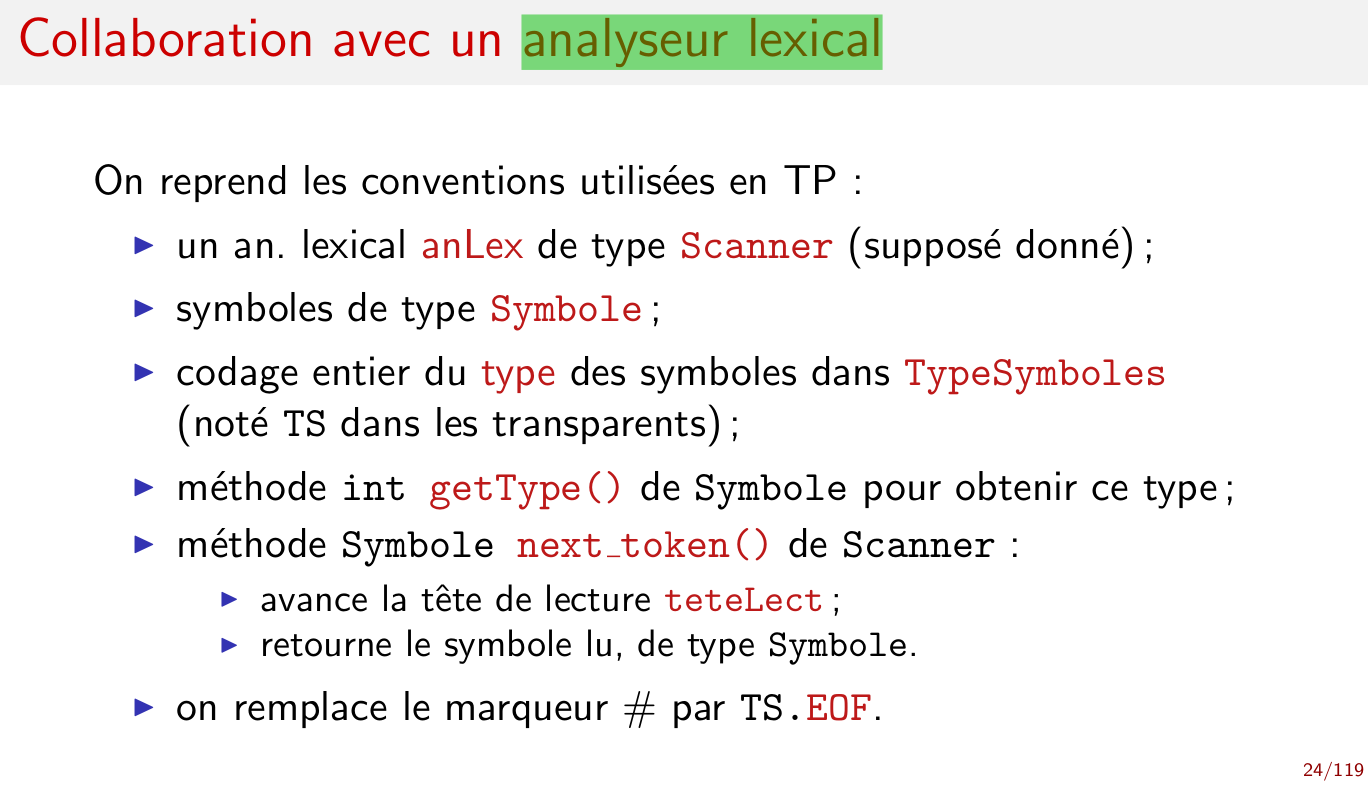 Collaboration avec un analyseur lexical
On reprend les conventions utilisées en TP :
▶ un an. lexical anLex de type Scanner (supposé donné) ;
▶ symboles de type Symbole ;
▶ codage entier du type des symboles dans TypeSymboles
(noté TS dans les transparents) ;
▶ méthode int getType() de Symbole pour obtenir ce type ;
▶ méthode Symbole next_token() de Scanner :
▶ avance la tête de lecture teteLect ;
▶ retourne le symbole lu, de type Symbole.
▶ on remplace le marqueur # par TS.EOF.
24/119